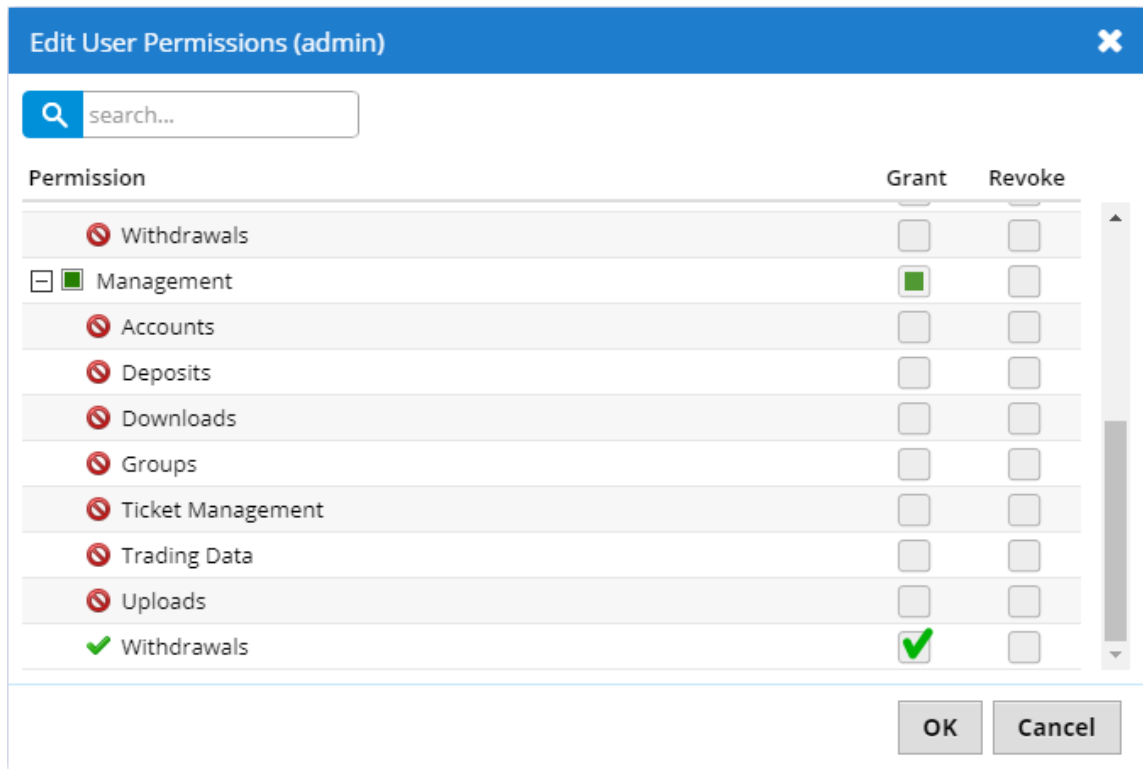 Edit User Permissions (admin)
search...
Permission Grant Revoke
Withdrawals
Management
Accounts
Deposits
Downloads
Groups
Ticket Management
Trading Data
Uploads
Withdrawals
OK Cancel